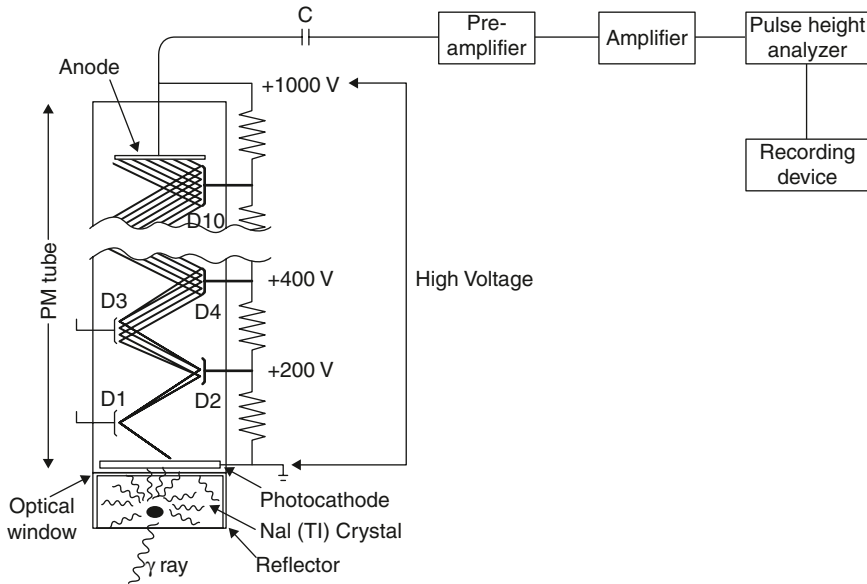 C
Pre-
amplifier
Amplifier
Pulse height
analyzer
Recording
device
Anode
+1000 V
D10
PM tube
High Voltage
+400 V
D3
D4
+200 V
D1
D2
Optical
window
Photocathode
NaI (Tl) Crystal
Reflector
γ ray